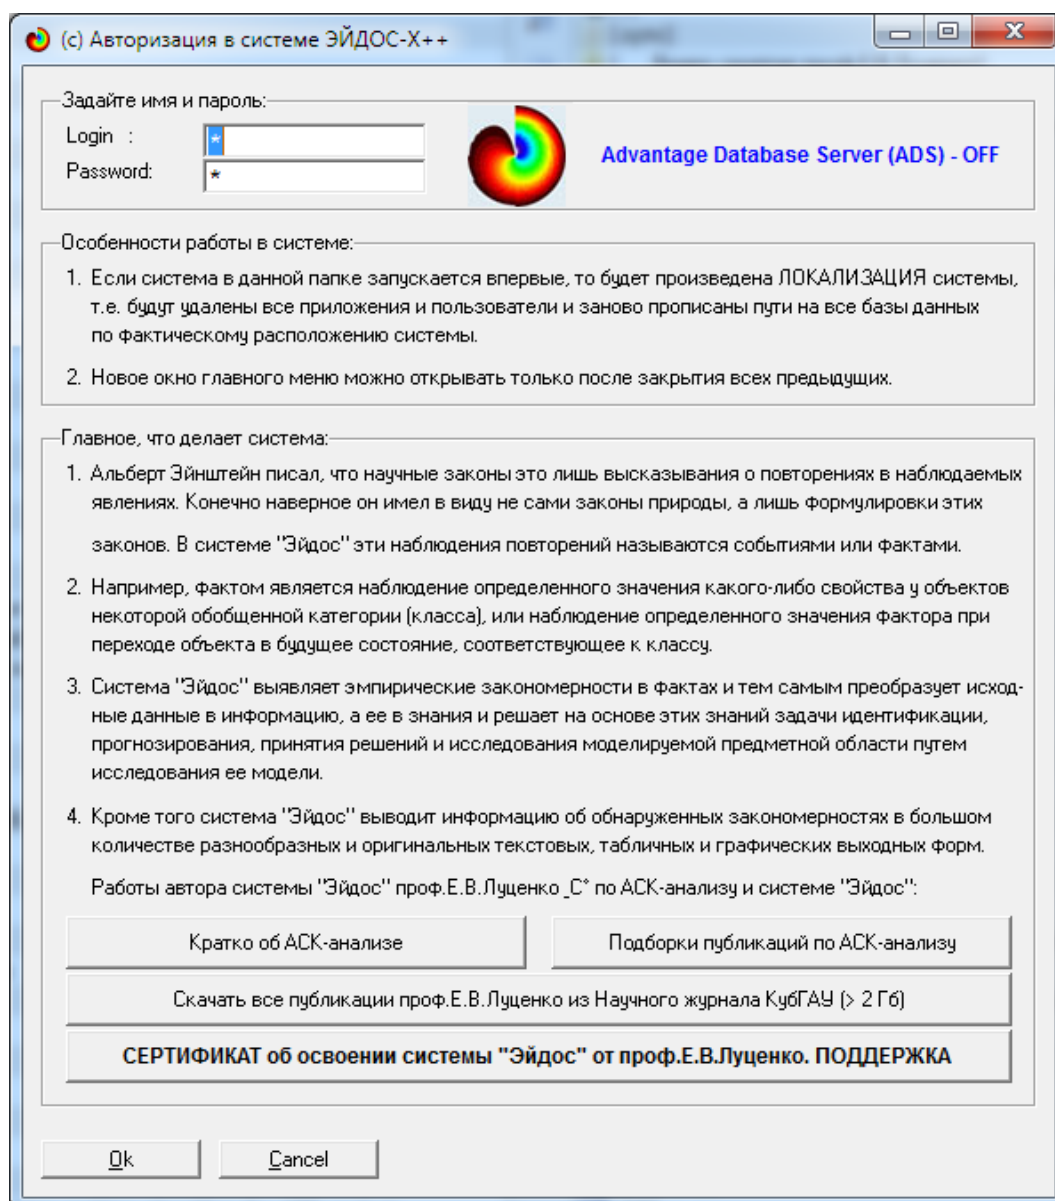 (с) Авторизация в системе ЭЙДОС-X++
Задайте имя и пароль:
Login :
*
Password:
*
Advantage Database Server (ADS) - OFF
Особенности работы в системе:
1. Если система в данной папке запускается впервые, то будет произведена ЛОКАЛИЗАЦИЯ системы,
т.е. будут удалены все приложения и пользователи и заново прописаны пути на все базы данных
по фактическому расположению системы.
2. Новое окно главного меню можно открывать только после закрытия всех предыдущих.
Главное, что делает система:
1. Альберт Эйнштейн писал, что научные законы это лишь высказывания о повторениях в наблюдаемых
явлениях. Конечно наверное он имел в виду не сами законы природы, а лишь формулировки этих
законов. В системе "Эйдос" эти наблюдения повторений называются событиями или фактами.
2. Например, фактом является наблюдение определенного значения какого-либо свойства у объектов
некоторой обобщенной категории (класса), или наблюдение определенного значения фактора при
переходе объекта в будущее состояние, соответствующее к классу.
3. Система "Эйдос" выявляет эмпирические закономерности в фактах и тем самым преобразует исход-
ные данные в информацию, а ее в знания и решает на основе этих знаний задачи идентификации,
прогнозирования, принятия решений и исследования моделируемой предметной области путем
исследования ее модели.
4. Кроме того система "Эйдос" выводит информацию об обнаруженных закономерностях в большом
количестве разнообразных и оригинальных текстовых, табличных и графических выходных форм.
Работы автора системы "Эйдос" проф.Е.В.Луценко _С° по АСК-анализу и системе "Эйдос":
Кратко об АСК-анализе
Подборки публикаций по АСК-анализу
Скачать все публикации проф.Е.В.Луценко из Научного журнала КубГАУ (> 2 Гб)
СЕРТИФИКАТ об освоении системы "Эйдос" от проф.Е.В.Луценко. ПОДДЕРЖКА
Ok
Cancel